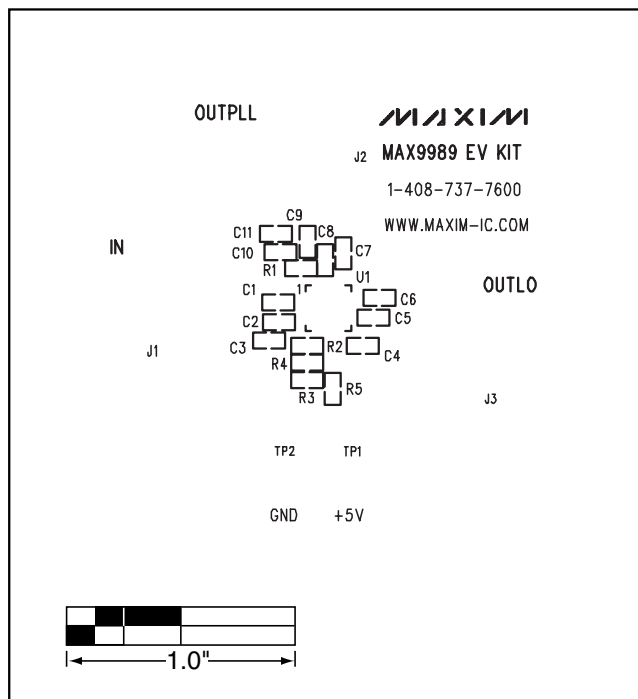 OUTPLL
MAXIM
J2 MAX9989 EV KIT
1-408-737-7600
WWW.MAXIM-IC.COM
C9
C11
C8
IN
C10
C7
R1
U1
OUTLO
C1
1
C6
C2
C5
C3
R2
C4
J1
R4
R3
R5
J3
TP2
TP1
GND
+5V
1.0"